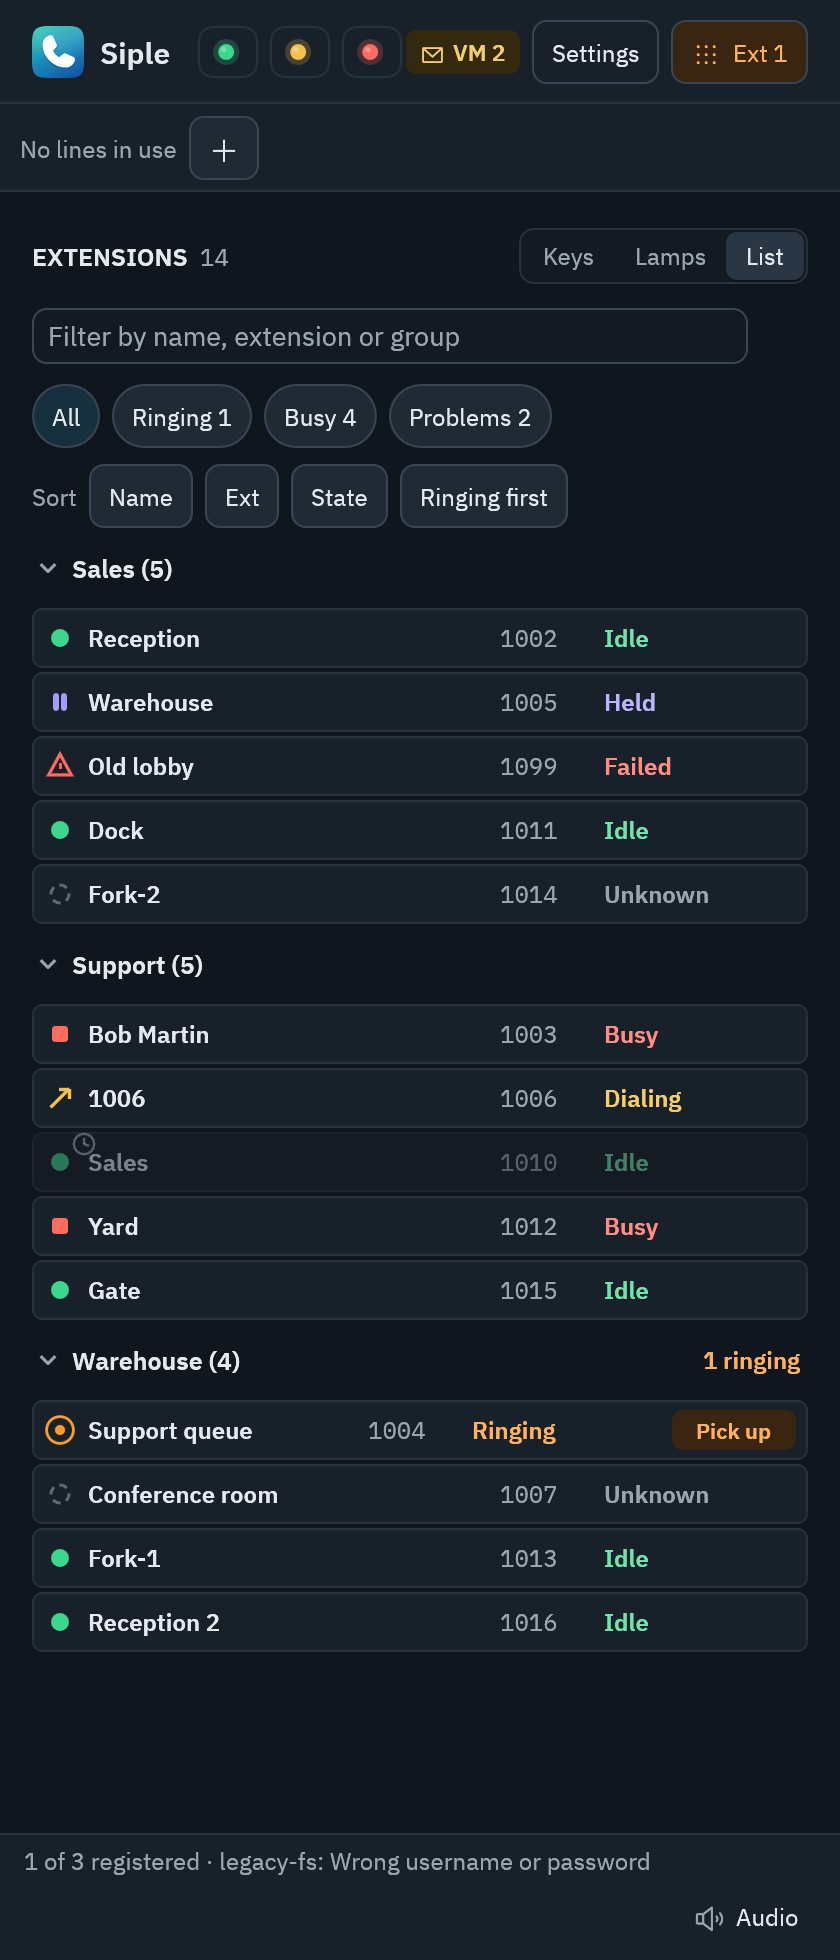 Siple VM 2 Settings Ext 1
No lines in use
EXTENSIONS 14 Keys Lamps List
Filter by name, extension or group
All Ringing 1 Busy 4 Problems 2
Sort Name Ext State Ringing first
Sales (5)
Reception 1002 Idle
Warehouse 1005 Held
Old lobby 1099 Failed
Dock 1011 Idle
Fork-2 1014 Unknown
Support (5)
Bob Martin 1003 Busy
1006 1006 Dialing
Sales 1010 Idle
Yard 1012 Busy
Gate 1015 Idle
Warehouse (4) 1 ringing
Support queue 1004 Ringing Pick up
Conference room 1007 Unknown
Fork-1 1013 Idle
Reception 2 1016 Idle
1 of 3 registered · legacy-fs: Wrong username or password
Audio